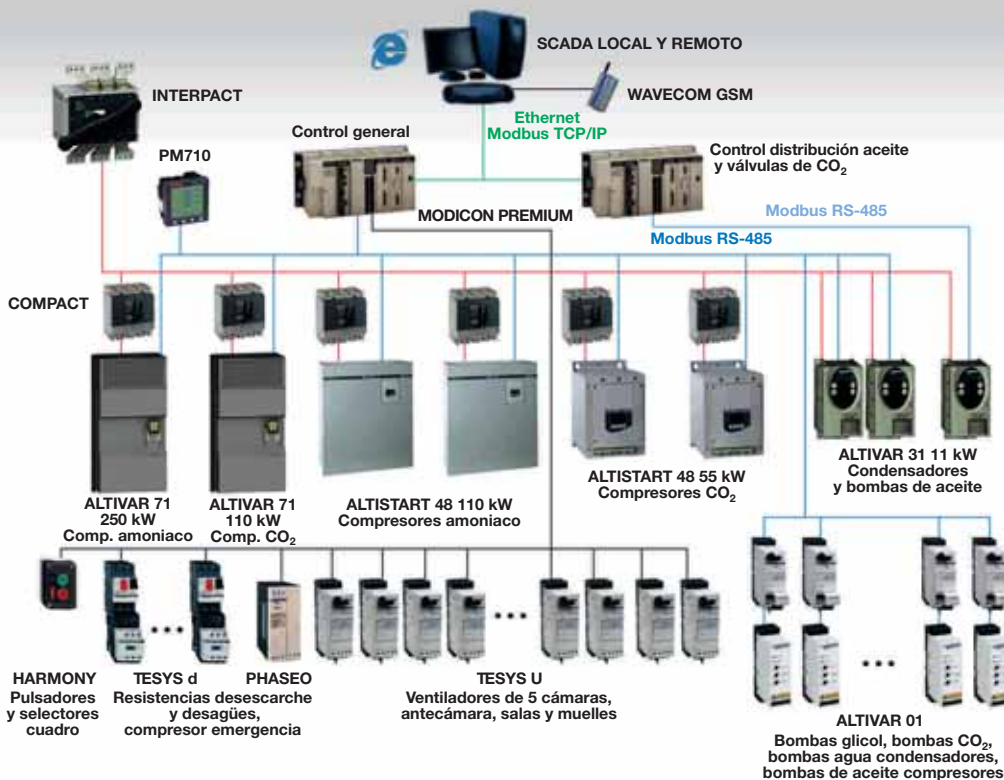 SCADA LOCAL Y REMOTO
INTERPACT
WAVECOM GSM
Ethernet
Modbus TCP/IP
Control general
Control distribución aceite
y válvulas de CO₂
PM710
MODICON PREMIUM
Modbus RS-485
Modbus RS-485
COMPACT
ALTIVAR 71
250 kW
Comp. amoniaco
ALTIVAR 71
110 kW
Comp. CO₂
ALTISTART 48 110 kW
Compresores amoniaco
ALTISTART 48 55 kW
Compresores CO₂
ALTIVAR 31 11 kW
Condensadores
y bombas de aceite
HARMONY
Pulsadores
y selectores
cuadro
TESYS d
Resistencias desescarche
y desagües,
compresor emergencia
PHASEO
TESYS U
Ventiladores de 5 cámaras,
antecámara, salas y muelles
ALTIVAR 01
Bombas glicol, bombas CO₂,
bombas agua condensadores,
bombas de aceite compresores